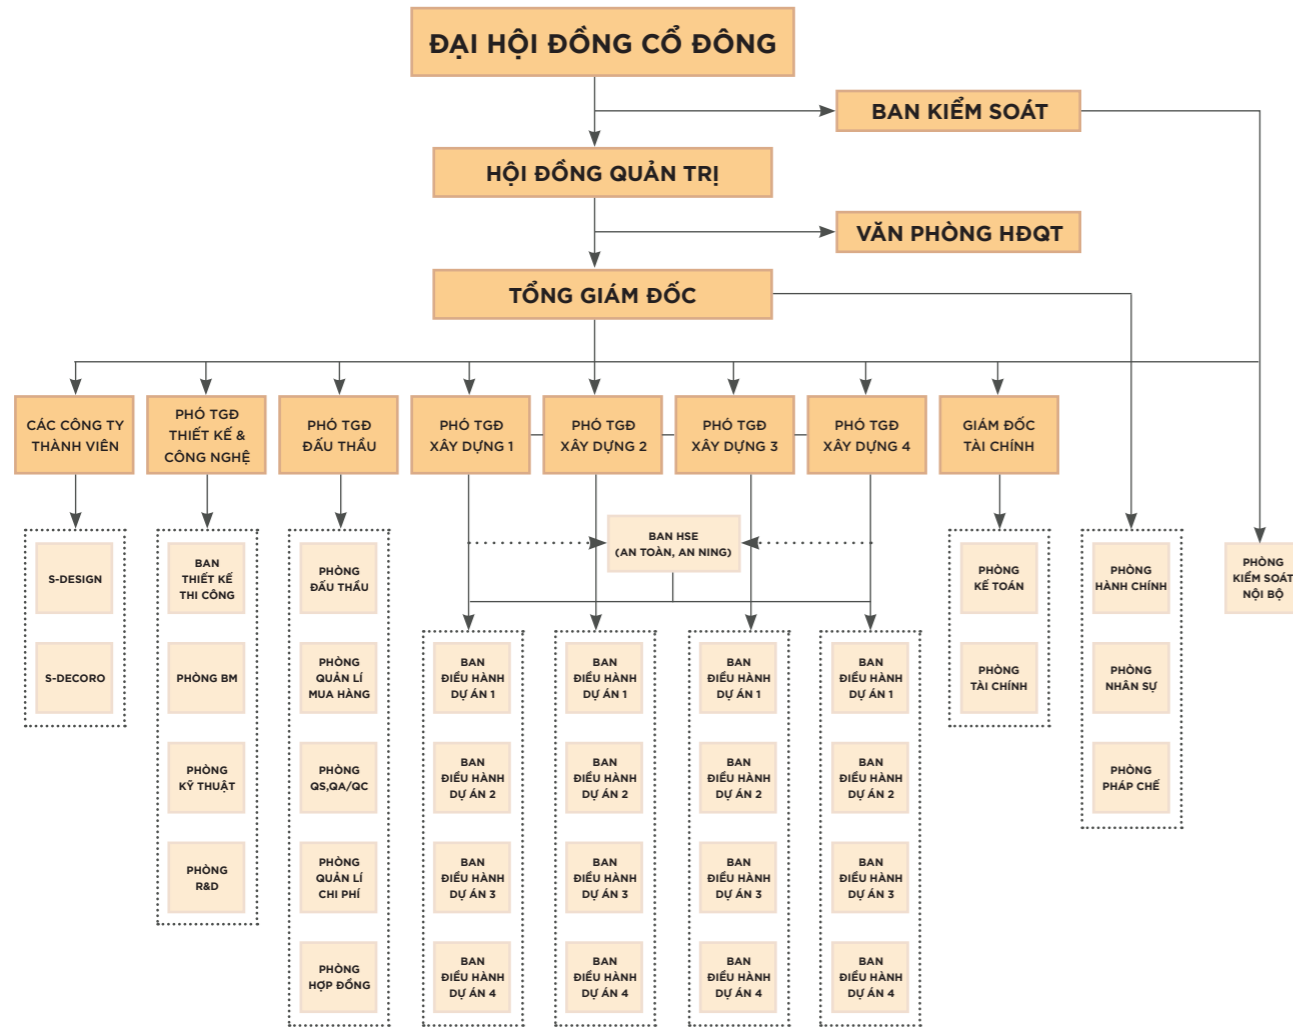 ĐẠI HỘI ĐỒNG CỔ ĐÔNG
BAN KIỂM SOÁT
HỘI ĐỒNG QUẢN TRỊ
VĂN PHÒNG HĐQT
TỔNG GIÁM ĐỐC
CÁC CÔNG TY
THÀNH VIÊN
PHÓ TGĐ
THIẾT KẾ &
CÔNG NGHỆ
PHÓ TGĐ
ĐẤU THẦU
PHÓ TGĐ
XÂY DỰNG 1
PHÓ TGĐ
XÂY DỰNG 2
PHÓ TGĐ
XÂY DỰNG 3
PHÓ TGĐ
XÂY DỰNG 4
GIÁM ĐỐC
TÀI CHÍNH
BAN HSE
(AN TOÀN, AN NING)
S-DESIGN
S-DECORO
BAN
THIẾT KẾ
THI CÔNG
PHÒNG BM
PHÒNG
KỸ THUẬT
PHÒNG
R&D
PHÒNG
ĐẤU THẦU
PHÒNG
QUẢN LÍ
MUA HÀNG
PHÒNG
QS,QA/QC
PHÒNG
QUẢN LÍ
CHI PHÍ
PHÒNG
HỢP ĐỒNG
BAN
ĐIỀU HÀNH
DỰ ÁN 1
BAN
ĐIỀU HÀNH
DỰ ÁN 2
BAN
ĐIỀU HÀNH
DỰ ÁN 3
BAN
ĐIỀU HÀNH
DỰ ÁN 4
BAN
ĐIỀU HÀNH
DỰ ÁN 1
BAN
ĐIỀU HÀNH
DỰ ÁN 2
BAN
ĐIỀU HÀNH
DỰ ÁN 3
BAN
ĐIỀU HÀNH
DỰ ÁN 4
BAN
ĐIỀU HÀNH
DỰ ÁN 1
BAN
ĐIỀU HÀNH
DỰ ÁN 2
BAN
ĐIỀU HÀNH
DỰ ÁN 3
BAN
ĐIỀU HÀNH
DỰ ÁN 4
BAN
ĐIỀU HÀNH
DỰ ÁN 1
BAN
ĐIỀU HÀNH
DỰ ÁN 2
BAN
ĐIỀU HÀNH
DỰ ÁN 3
BAN
ĐIỀU HÀNH
DỰ ÁN 4
PHÒNG
KẾ TOÁN
PHÒNG
TÀI CHÍNH
PHÒNG
HÀNH CHÍNH
PHÒNG
NHÂN SỰ
PHÒNG
PHÁP CHẾ
PHÒNG
KIỂM SOÁT
NỘI BỘ